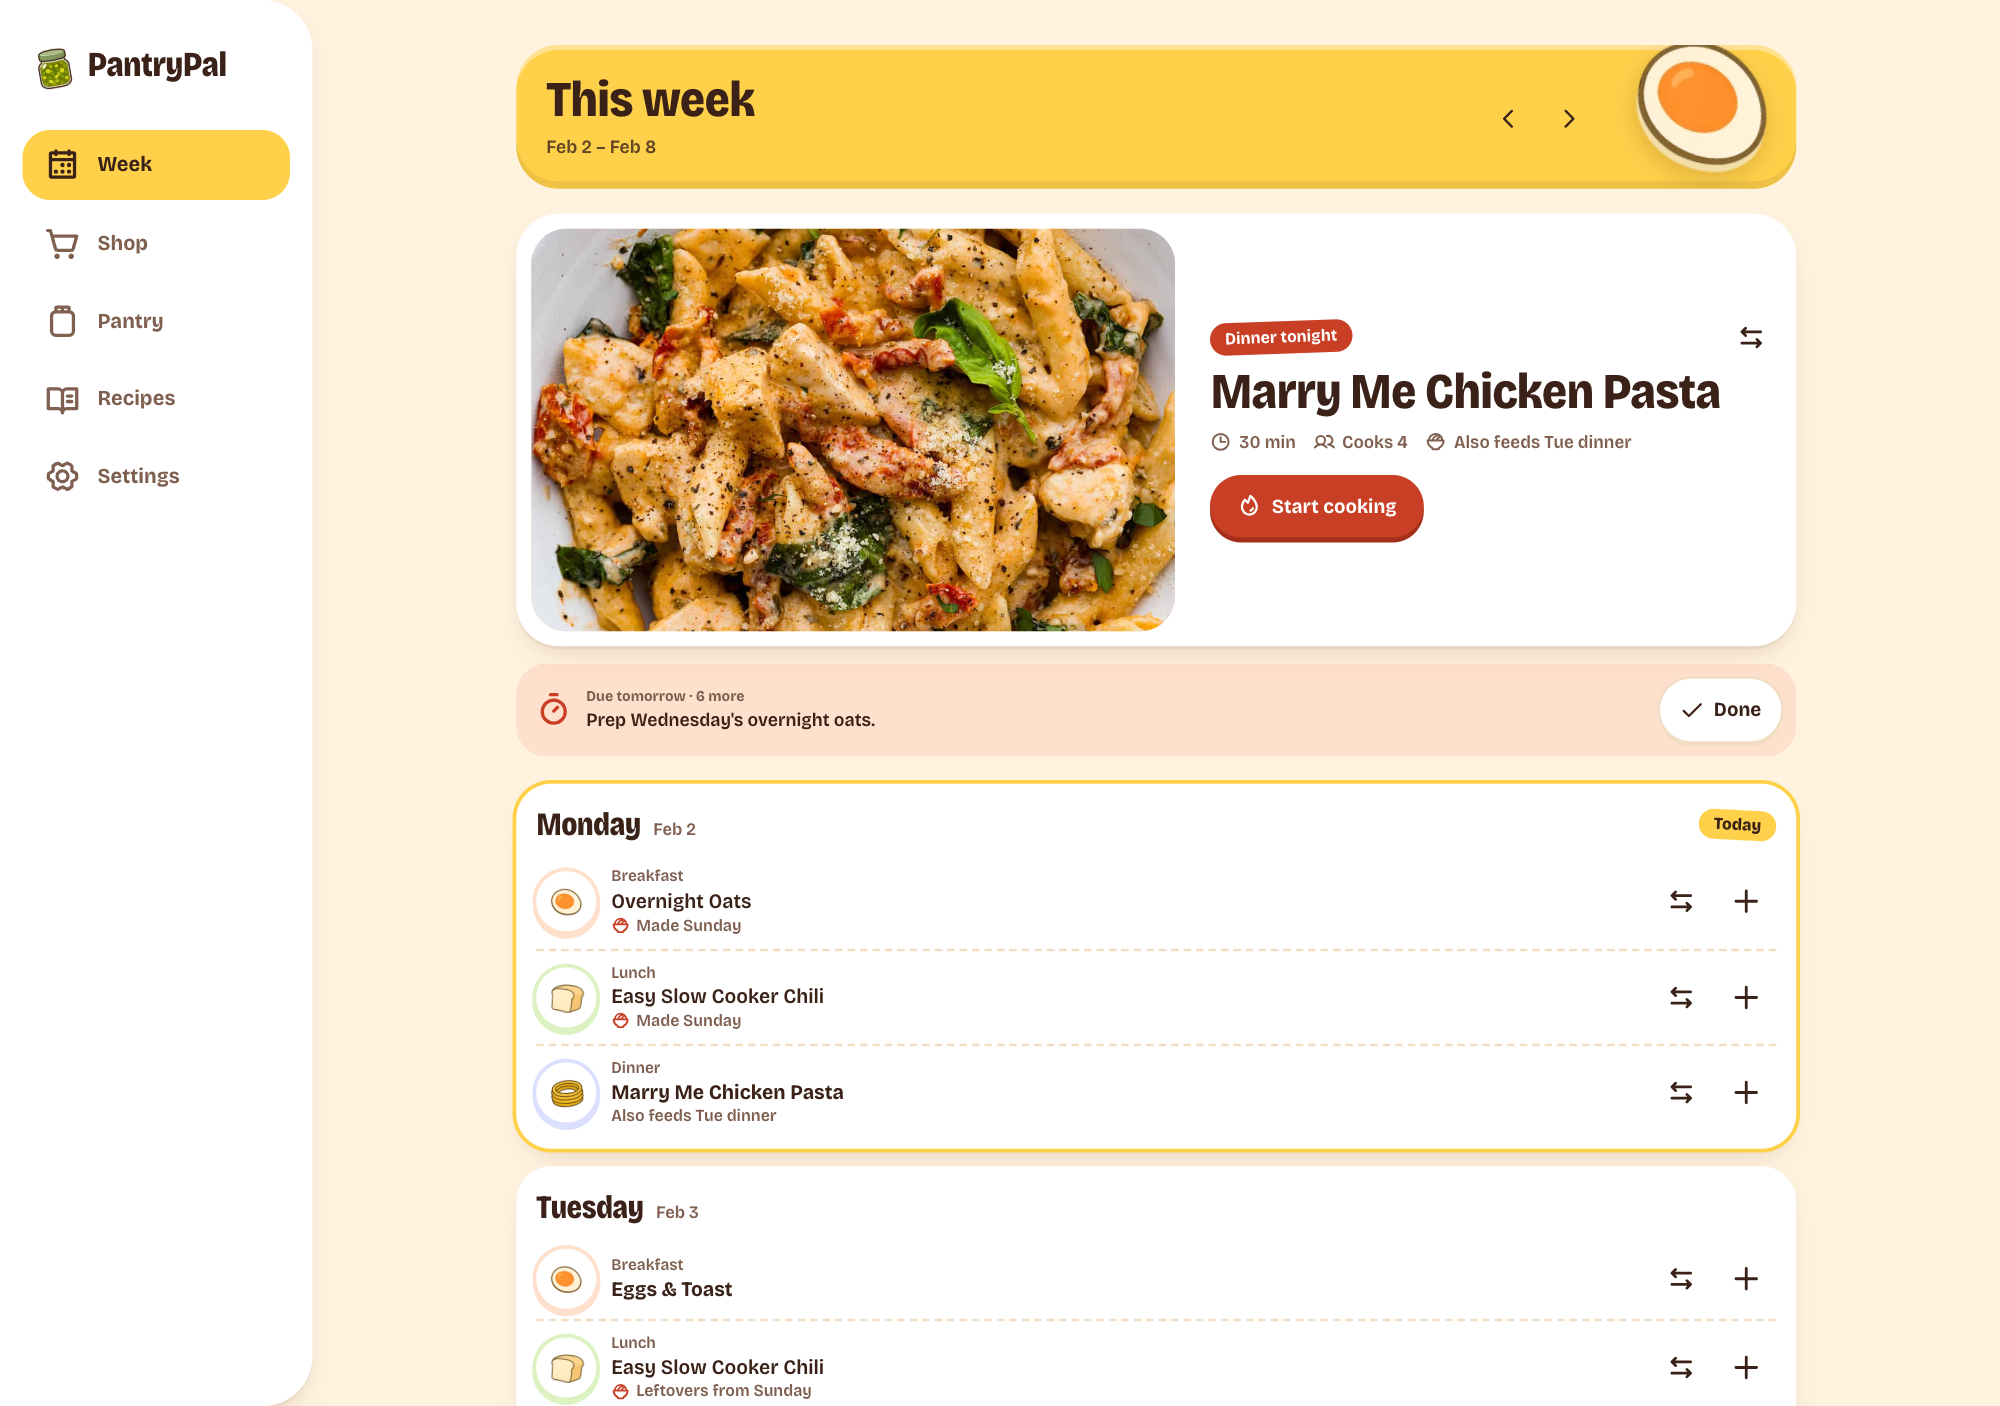 PantryPal
Week
Shop
Pantry
Recipes
Settings
This week
Feb 2 – Feb 8
Dinner tonight
Marry Me Chicken Pasta
30 min Cooks 4 Also feeds Tue dinner
Start cooking
Due tomorrow · 6 more
Prep Wednesday's overnight oats.
Done
Monday Feb 2
Today
Breakfast
Overnight Oats
Made Sunday
Lunch
Easy Slow Cooker Chili
Made Sunday
Dinner
Marry Me Chicken Pasta
Also feeds Tue dinner
Tuesday Feb 3
Breakfast
Eggs & Toast
Lunch
Easy Slow Cooker Chili
Leftovers from Sunday